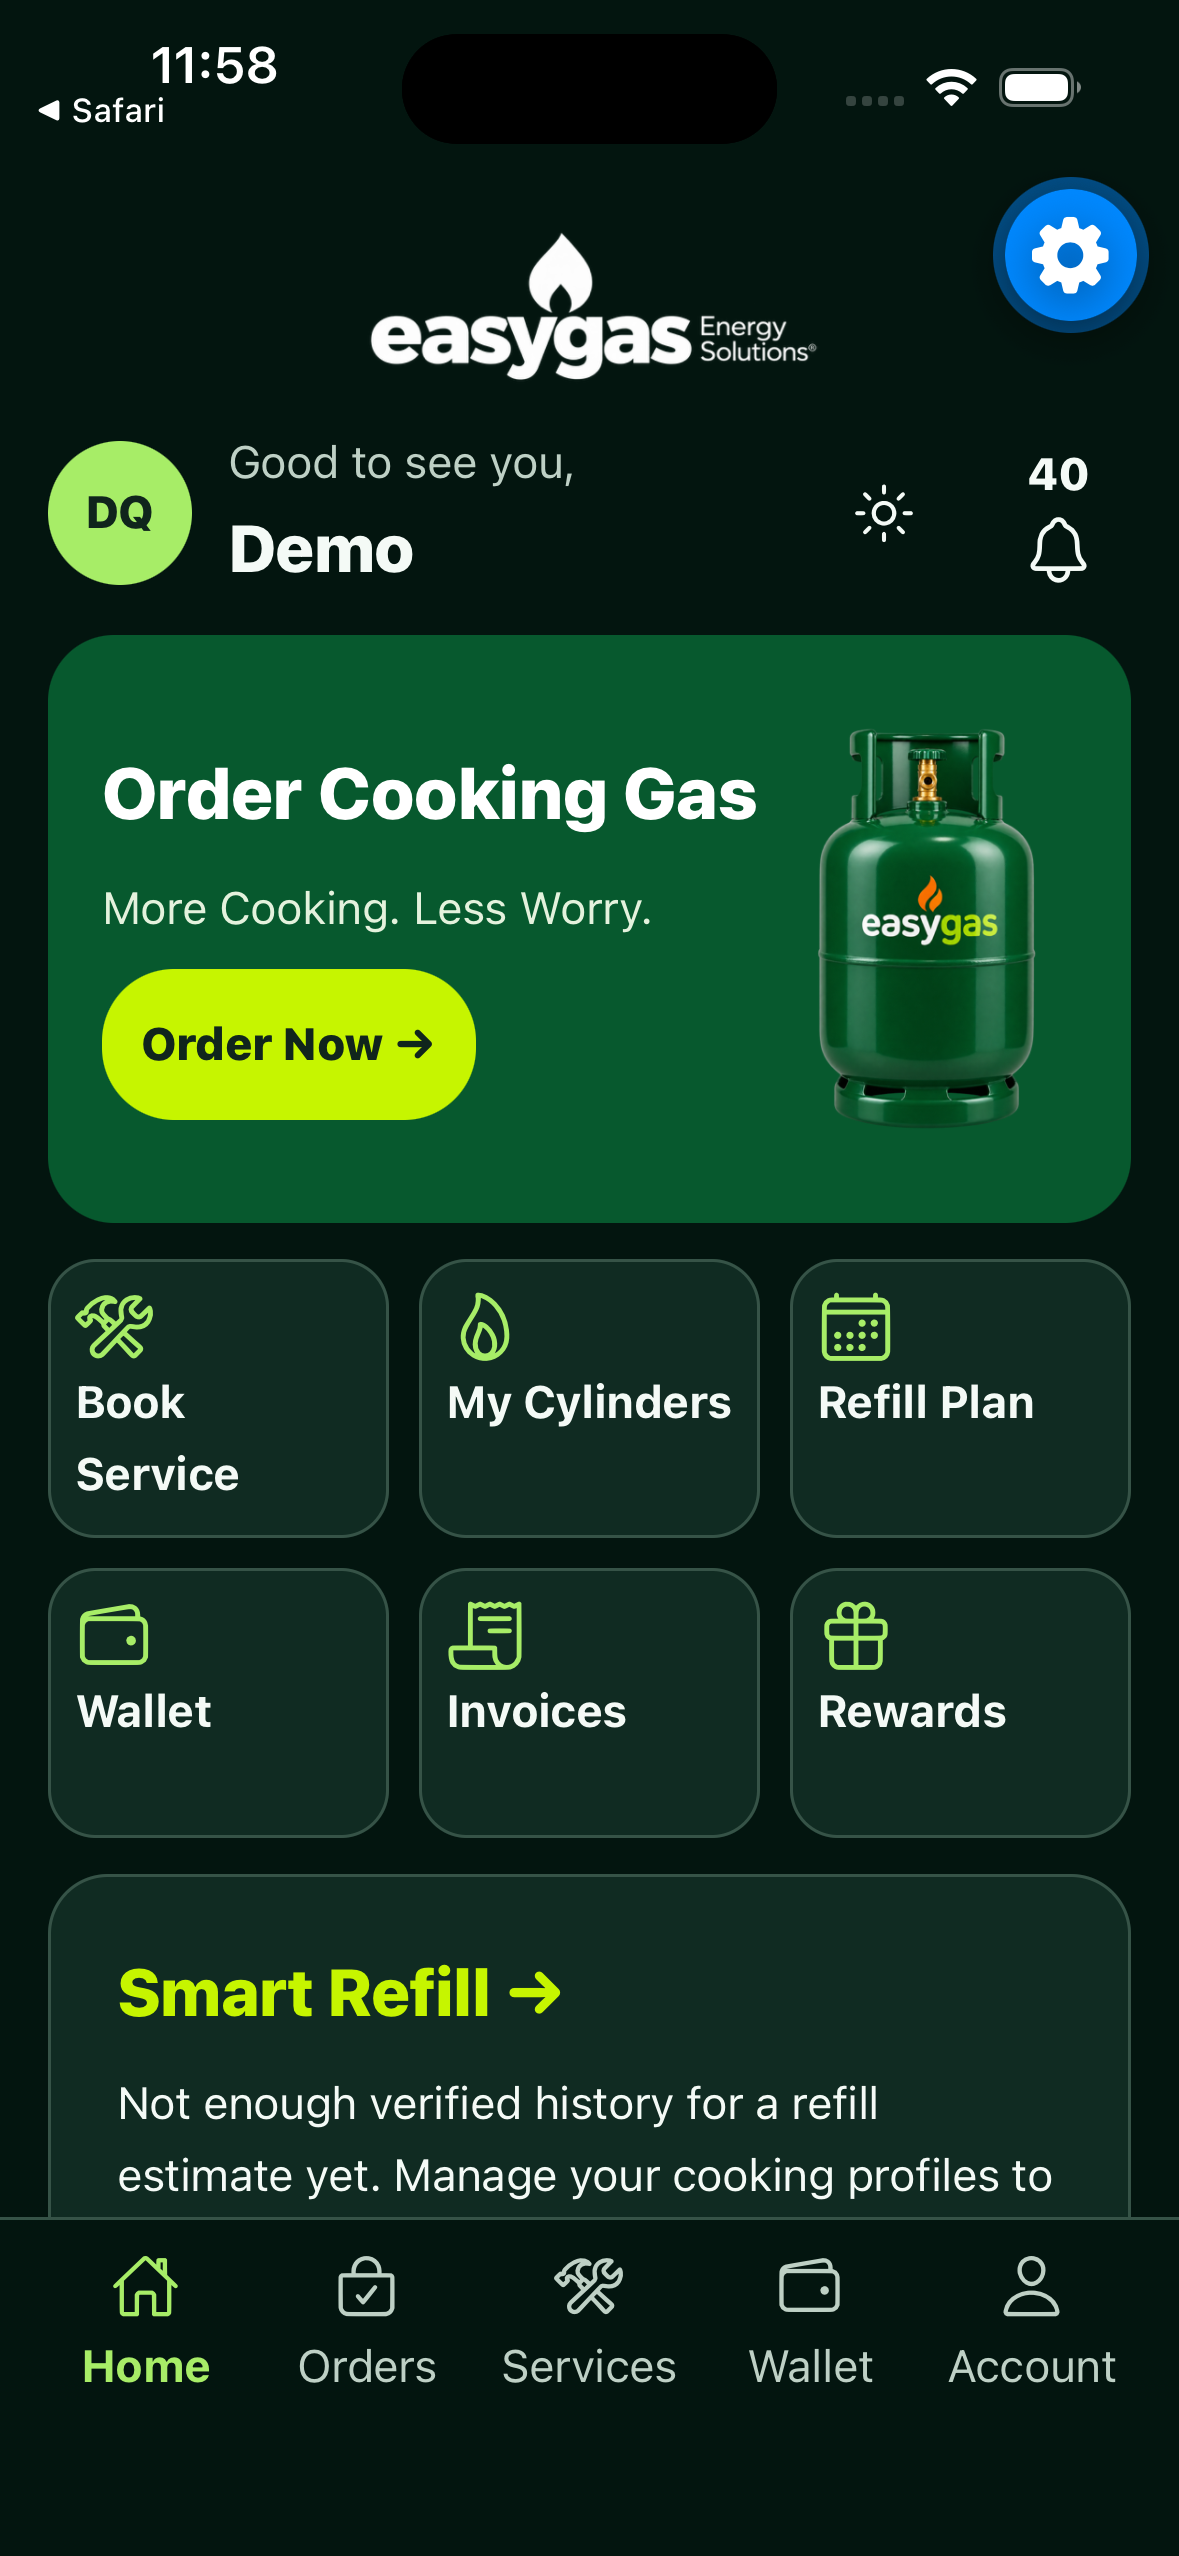 11:58
Safari
easygas Energy
Solutions®
DQ
Good to see you,
Demo
40
Order Cooking Gas
More Cooking. Less Worry.
easygas
Order Now →
Book
Service
My Cylinders
Refill Plan
Wallet
Invoices
Rewards
Smart Refill →
Not enough verified history for a refill
estimate yet. Manage your cooking profiles to
Home
Orders
Services
Wallet
Account